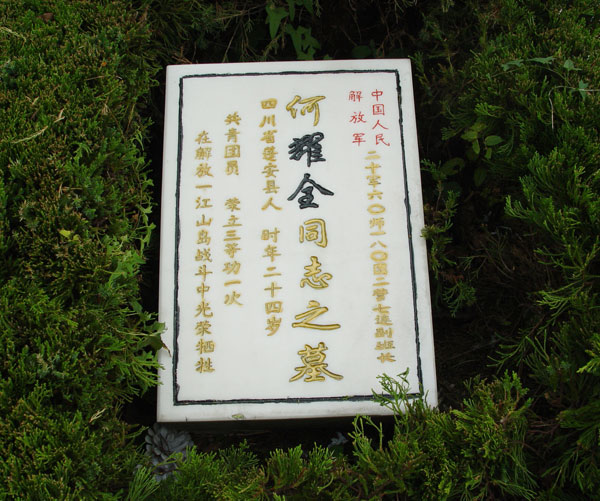 中国人民
解放军
二十军六〇师一八〇团二营七连副班长
何耀全同志之墓
四川省蓬安县人 时年二十四岁
共青团员 荣立三等功一次
在解放一江山岛战斗中光荣牺牲